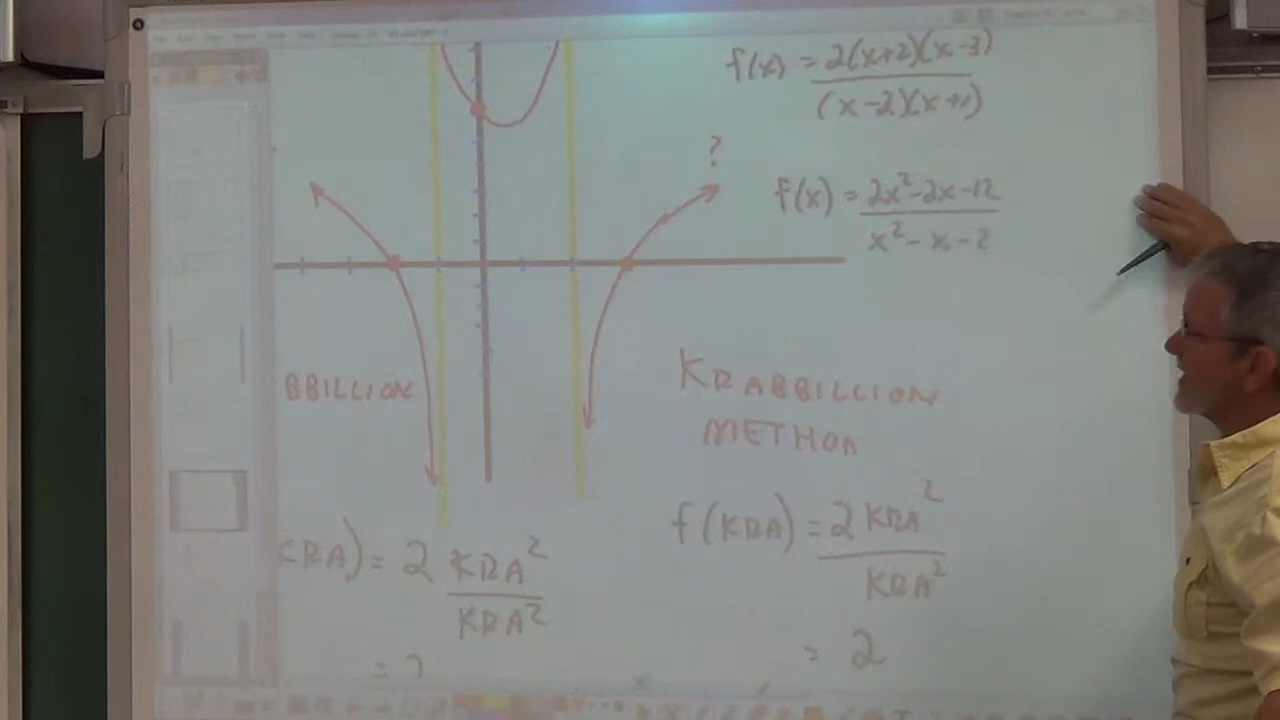 f(x) = 2(x+2)(x-3)
(x-2)(x+1)
?
f(x) = 2x²-2x-12
x²-x-2
BBILLION
KRABBILLION
METHOD
f(KRA) = 2 KRA²
KRA²
= 2
KRA) = 2 KRA²
KRA²
= ?